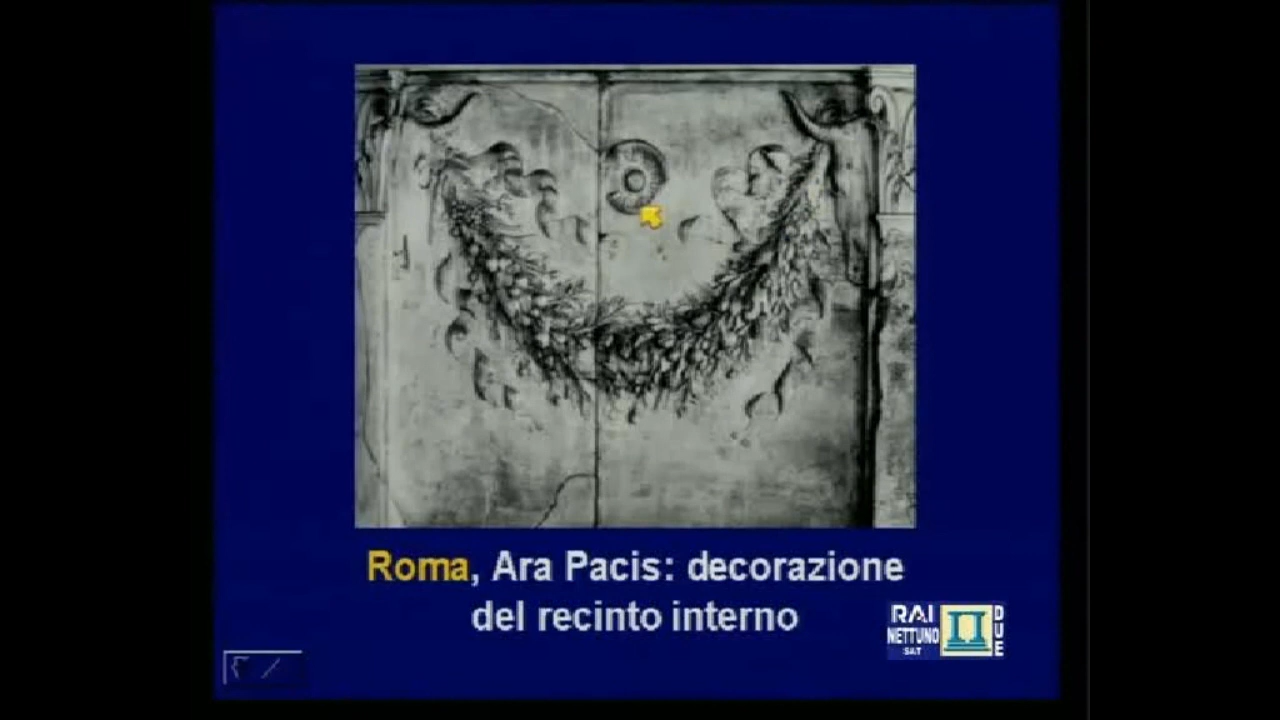 Roma, Ara Pacis: decorazione
del recinto interno
RAI
NETTUNO
SAT
DUE